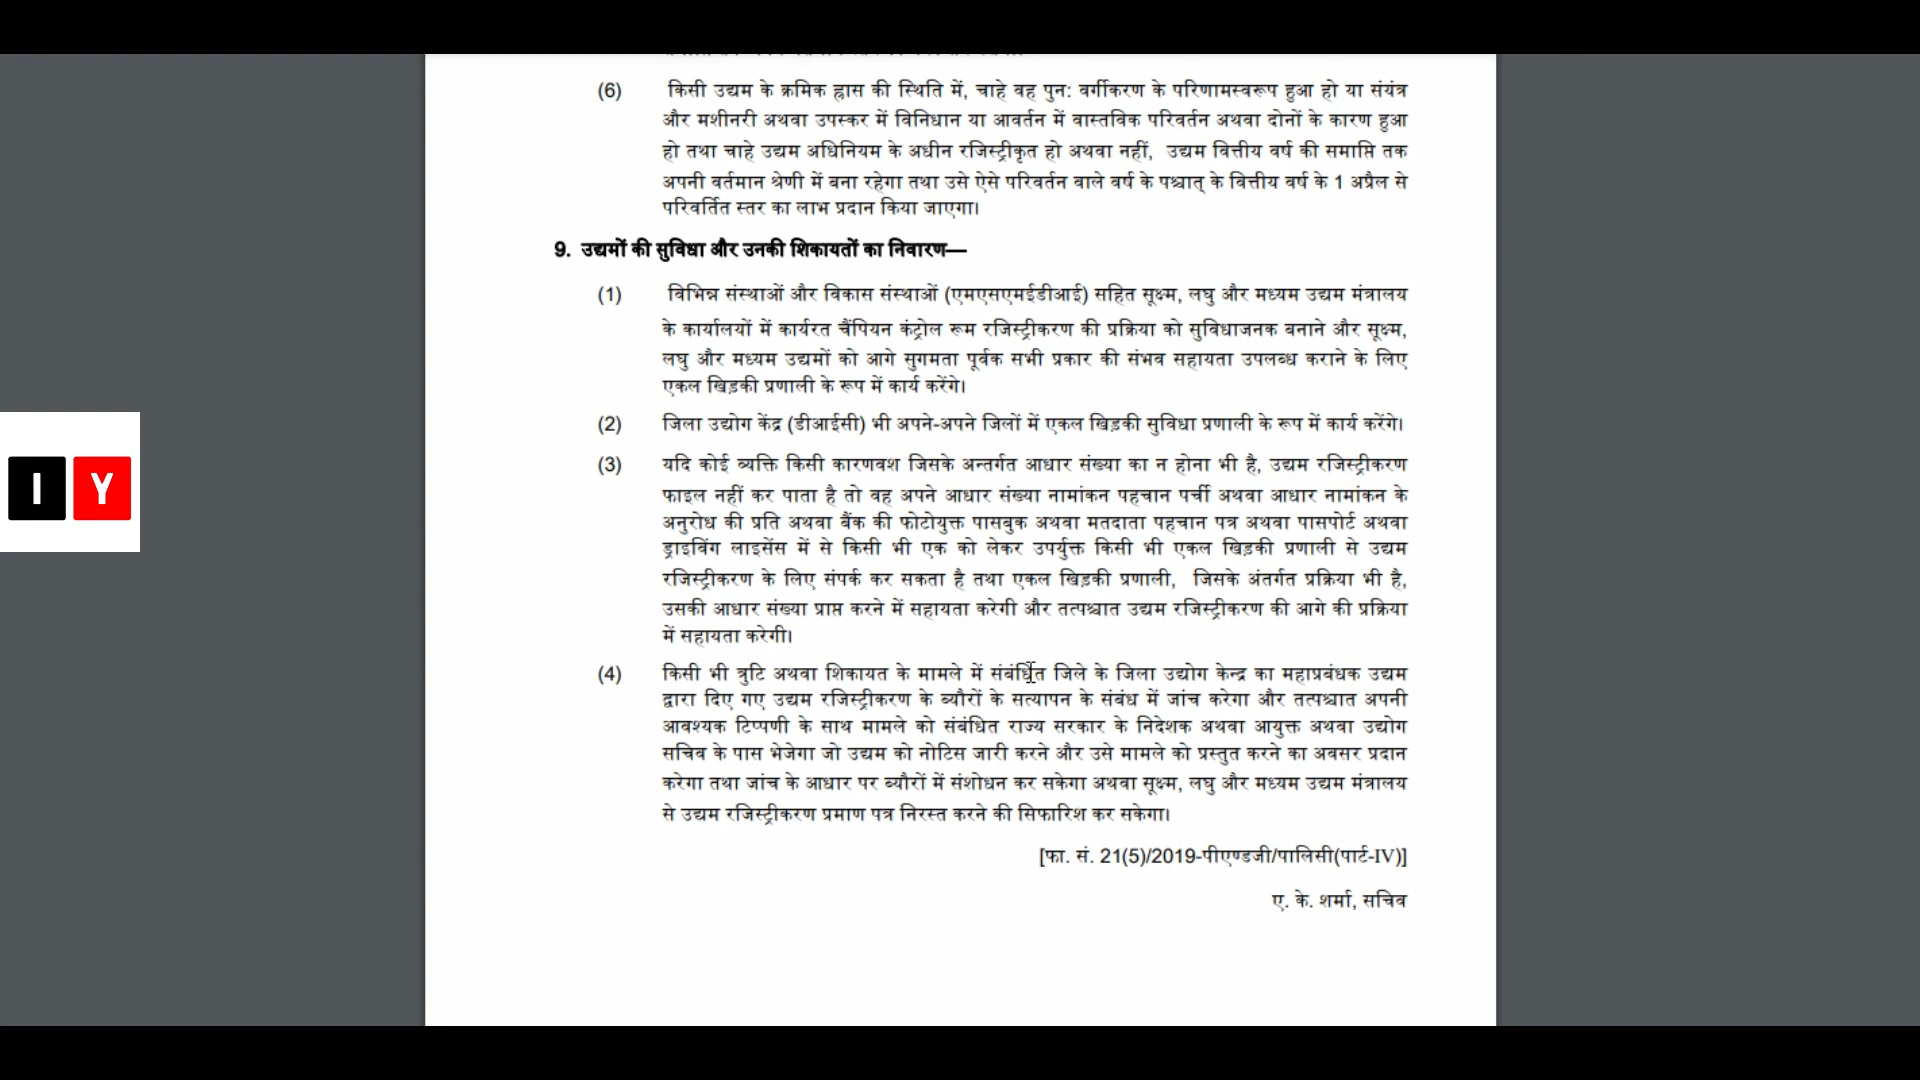 (6) किसी उद्यम के क्रमिक ह्रास की स्थिति में, चाहे वह पुन: वर्गीकरण के परिणामस्वरूप हुआ हो या संयंत्र
और मशीनरी अथवा उपस्कर में विनिधान या आवर्तन में वास्तविक परिवर्तन अथवा दोनों के कारण हुआ
हो तथा चाहे उद्यम अधिनियम के अधीन रजिस्ट्रीकृत हो अथवा नहीं, उद्यम वित्तीय वर्ष की समाप्ति तक
अपनी वर्तमान श्रेणी में बना रहेगा तथा उसे ऐसे परिवर्तन वाले वर्ष के पश्चात् के वित्तीय वर्ष के 1 अप्रैल से
परिवर्तित स्तर का लाभ प्रदान किया जाएगा।
9. उद्यमों की सुविधा और उनकी शिकायतों का निवारण—
(1) विभिन्न संस्थाओं और विकास संस्थाओं (एमएसएमईडीआई) सहित सूक्ष्म, लघु और मध्यम उद्यम मंत्रालय
के कार्यालयों में कार्यरत चैंपियन कंट्रोल रूम रजिस्ट्रीकरण की प्रक्रिया को सुविधाजनक बनाने और सूक्ष्म,
लघु और मध्यम उद्यमों को आगे सुगमता पूर्वक सभी प्रकार की संभव सहायता उपलब्ध कराने के लिए
एकल खिड़की प्रणाली के रूप में कार्य करेंगे।
(2) जिला उद्योग केंद्र (डीआईसी) भी अपने-अपने जिलों में एकल खिड़की सुविधा प्रणाली के रूप में कार्य करेंगे।
(3) यदि कोई व्यक्ति किसी कारणवश जिसके अन्तर्गत आधार संख्या का न होना भी है, उद्यम रजिस्ट्रीकरण
फाइल नहीं कर पाता है तो वह अपने आधार संख्या नामांकन पहचान पर्ची अथवा आधार नामांकन के
अनुरोध की प्रति अथवा बैंक की फोटोयुक्त पासबुक अथवा मतदाता पहचान पत्र अथवा पासपोर्ट अथवा
ड्राइविंग लाइसेंस में से किसी भी एक को लेकर उपर्युक्त किसी भी एकल खिड़की प्रणाली से उद्यम
रजिस्ट्रीकरण के लिए संपर्क कर सकता है तथा एकल खिड़की प्रणाली, जिसके अंतर्गत प्रक्रिया भी है,
उसकी आधार संख्या प्राप्त करने में सहायता करेगी और तत्पश्चात उद्यम रजिस्ट्रीकरण की आगे की प्रक्रिया
में सहायता करेगी।
(4) किसी भी त्रुटि अथवा शिकायत के मामले में संबंधित जिले के जिला उद्योग केन्द्र का महाप्रबंधक उद्यम
द्वारा दिए गए उद्यम रजिस्ट्रीकरण के ब्यौरों के सत्यापन के संबंध में जांच करेगा और तत्पश्चात अपनी
आवश्यक टिप्पणी के साथ मामले को संबंधित राज्य सरकार के निदेशक अथवा आयुक्त अथवा उद्योग
सचिव के पास भेजेगा जो उद्यम को नोटिस जारी करने और उसे मामले को प्रस्तुत करने का अवसर प्रदान
करेगा तथा जांच के आधार पर ब्यौरों में संशोधन कर सकेगा अथवा सूक्ष्म, लघु और मध्यम उद्यम मंत्रालय
से उद्यम रजिस्ट्रीकरण प्रमाण पत्र निरस्त करने की सिफारिश कर सकेगा।
[फा. सं. 21(5)/2019-पीएण्डजी/पालिसी(पार्ट-IV)]
ए. के. शर्मा, सचिव
I Y